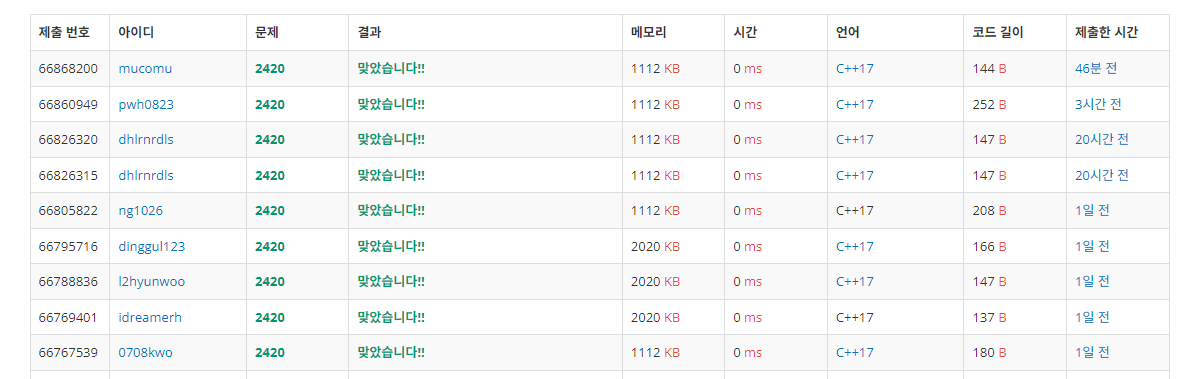 제출 번호 아이디 문제 결과 메모리 시간 언어 코드 길이 제출한 시간
66868200 mucomu 2420 맞았습니다!! 1112 KB 0 ms C++17 144 B 46분 전
66860949 pwh0823 2420 맞았습니다!! 1112 KB 0 ms C++17 252 B 3시간 전
66826320 dhlrnrdls 2420 맞았습니다!! 1112 KB 0 ms C++17 147 B 20시간 전
66826315 dhlrnrdls 2420 맞았습니다!! 1112 KB 0 ms C++17 147 B 20시간 전
66805822 ng1026 2420 맞았습니다!! 1112 KB 0 ms C++17 208 B 1일 전
66795716 dinggul123 2420 맞았습니다!! 2020 KB 0 ms C++17 166 B 1일 전
66788836 l2hyunwoo 2420 맞았습니다!! 2020 KB 0 ms C++17 147 B 1일 전
66769401 idreamerh 2420 맞았습니다!! 2020 KB 0 ms C++17 137 B 1일 전
66767539 0708kwo 2420 맞았습니다!! 1112 KB 0 ms C++17 180 B 1일 전